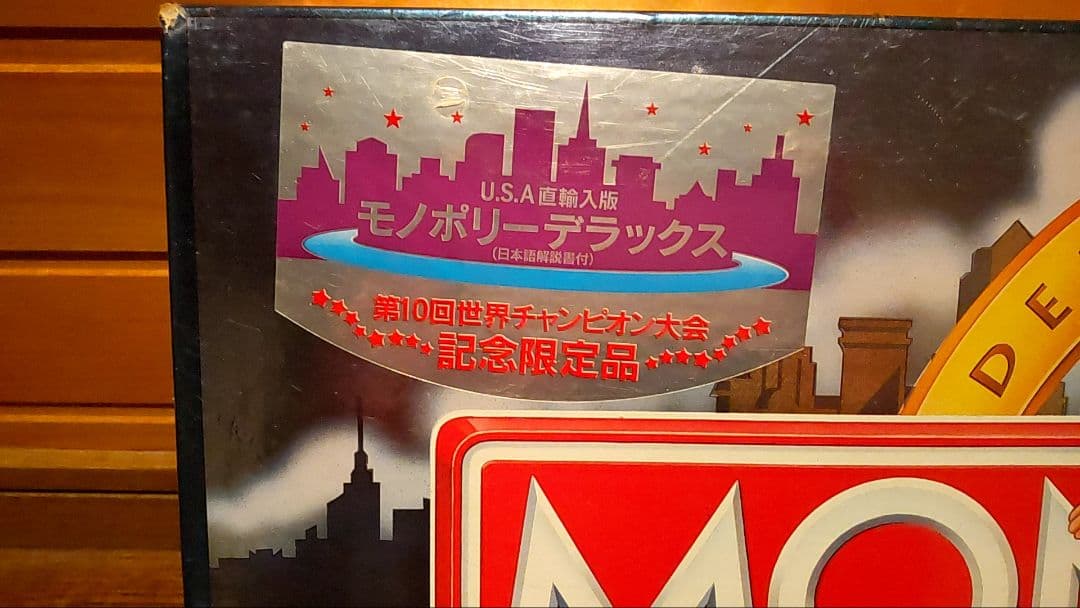 U.S.A直輸入版
モノポリーデラックス
(日本語解説書付)
第10回世界チャンピオン大会
記念限定品
DE
MON